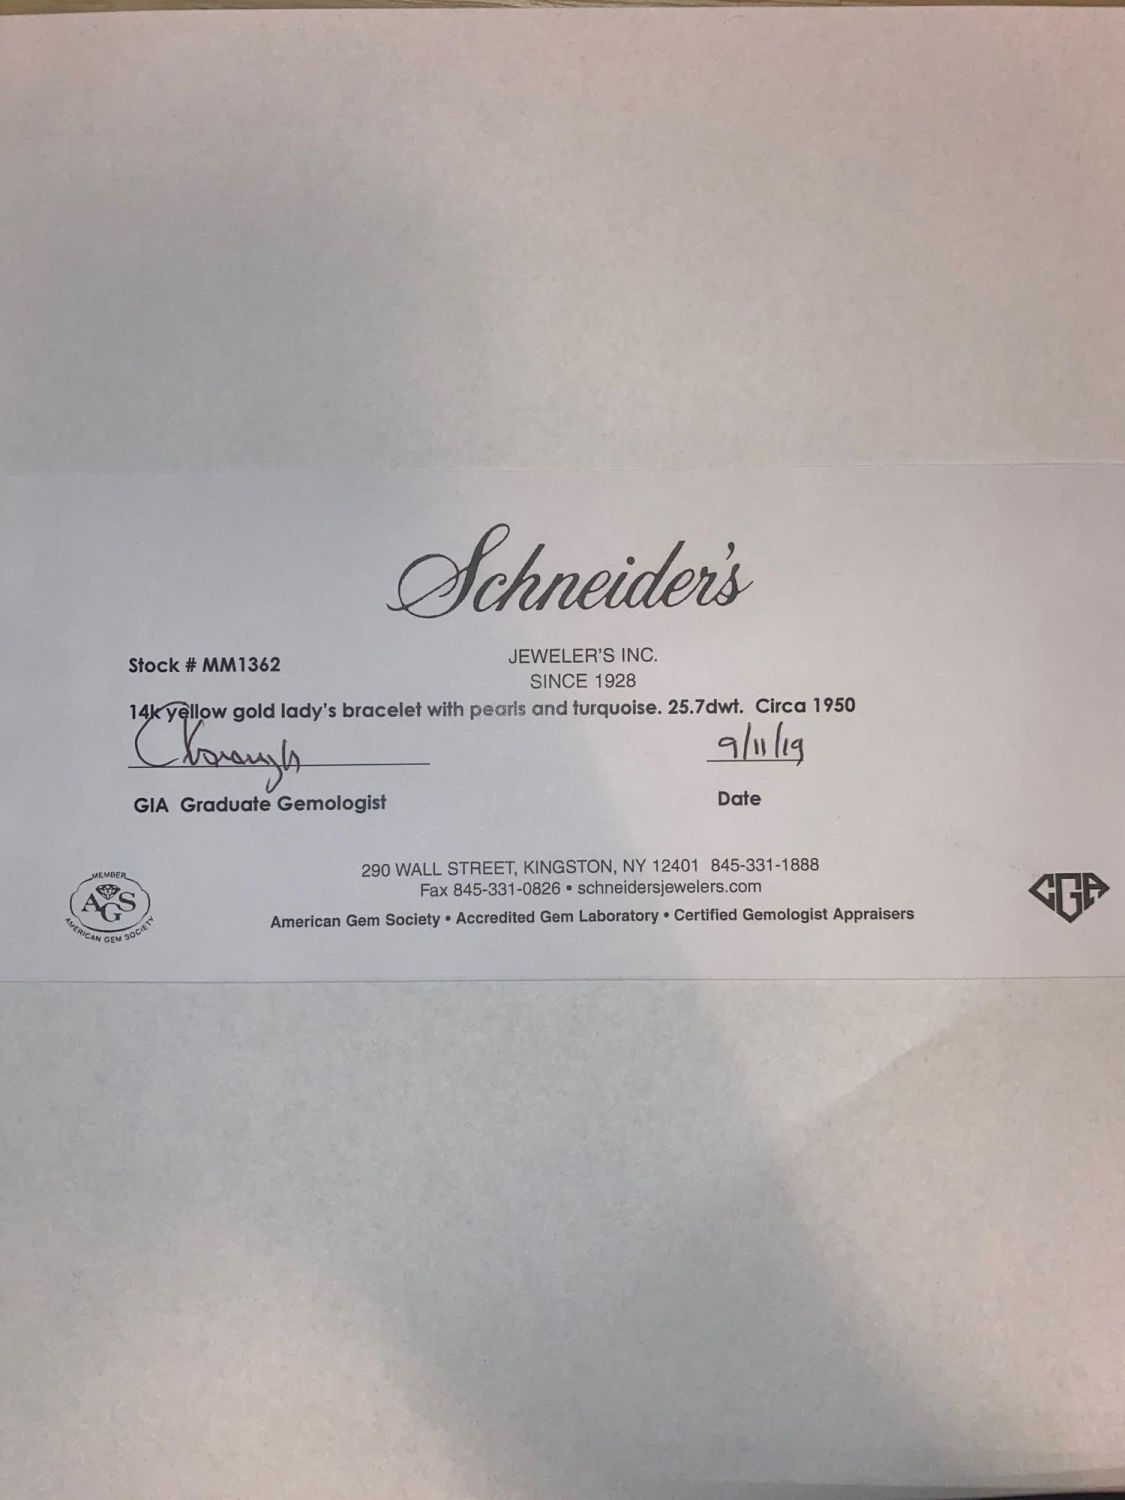 Schneider's
JEWELER'S INC.
SINCE 1928
Stock # MM1362
14k yellow gold lady's bracelet with pearls and turquoise. 25.7dwt. Circa 1950
9/11/19
GIA Graduate Gemologist
Date
290 WALL STREET, KINGSTON, NY 12401 845-331-1888
Fax 845-331-0826 • schneidersjewelers.com
American Gem Society • Accredited Gem Laboratory • Certified Gemologist Appraisers
MEMBER
AGS
AMERICAN GEM SOCIETY
CGA